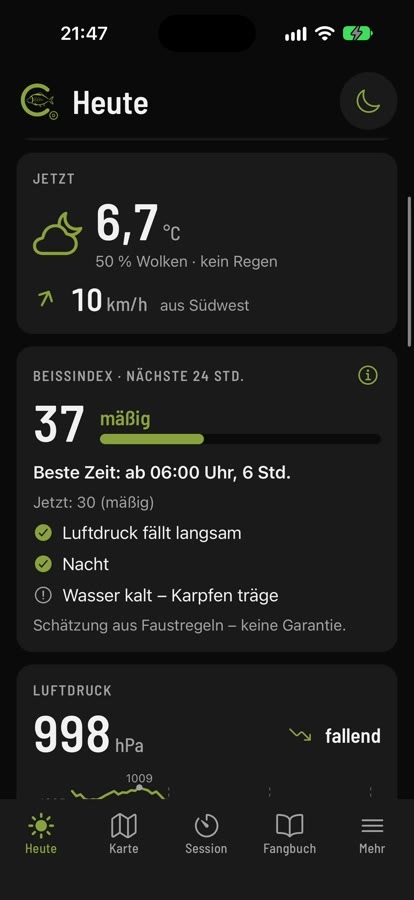 21:47
Heute
JETZT
6,7 °C
50 % Wolken · kein Regen
10 km/h aus Südwest
BEISSINDEX · NÄCHSTE 24 STD.
37 mäßig
Beste Zeit: ab 06:00 Uhr, 6 Std.
Jetzt: 30 (mäßig)
Luftdruck fällt langsam
Nacht
Wasser kalt – Karpfen träge
Schätzung aus Faustregeln – keine Garantie.
LUFTDRUCK
998 hPa fallend
1009
Heute Karte Session Fangbuch Mehr